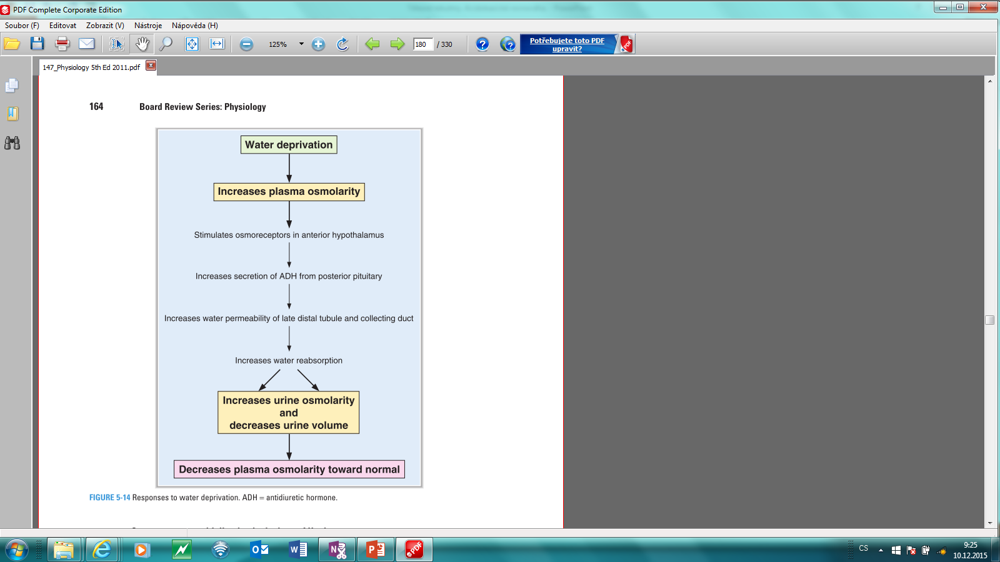 PDF Complete Corporate Edition
Soubor (F) Editovat Zobrazit (V) Nástroje Nápověda (H)
125% 180 / 330 Potřebujete toto PDF
upravit?
147_Physiology 5th Ed 2011.pdf
164 Board Review Series: Physiology
Water deprivation
Increases plasma osmolarity
Stimulates osmoreceptors in anterior hypothalamus
Increases secretion of ADH from posterior pituitary
Increases water permeability of late distal tubule and collecting duct
Increases water reabsorption
Increases urine osmolarity
and
decreases urine volume
Decreases plasma osmolarity toward normal
FIGURE 5-14 Responses to water deprivation. ADH = antidiuretic hormone.
CS 9:25
10.12.2015